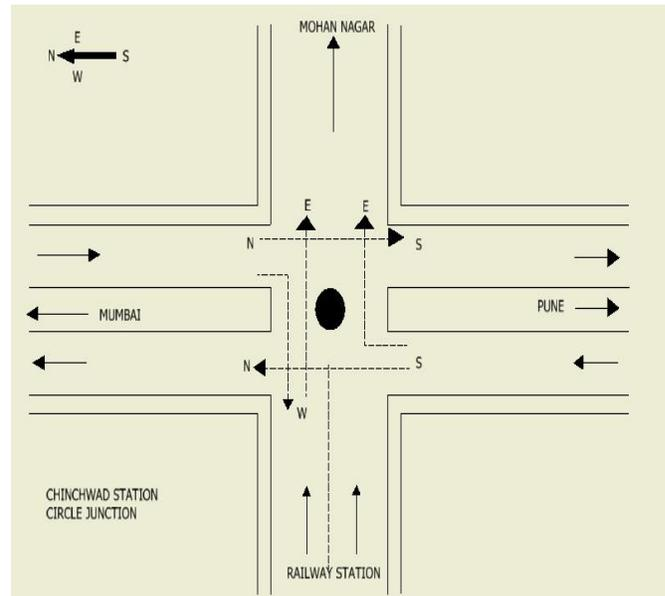 MOHAN NAGAR
E
N S
W
E E
N S
MUMBAI PUNE
N S
W
CHINCHWAD STATION
CIRCLE JUNCTION
RAILWAY STATION